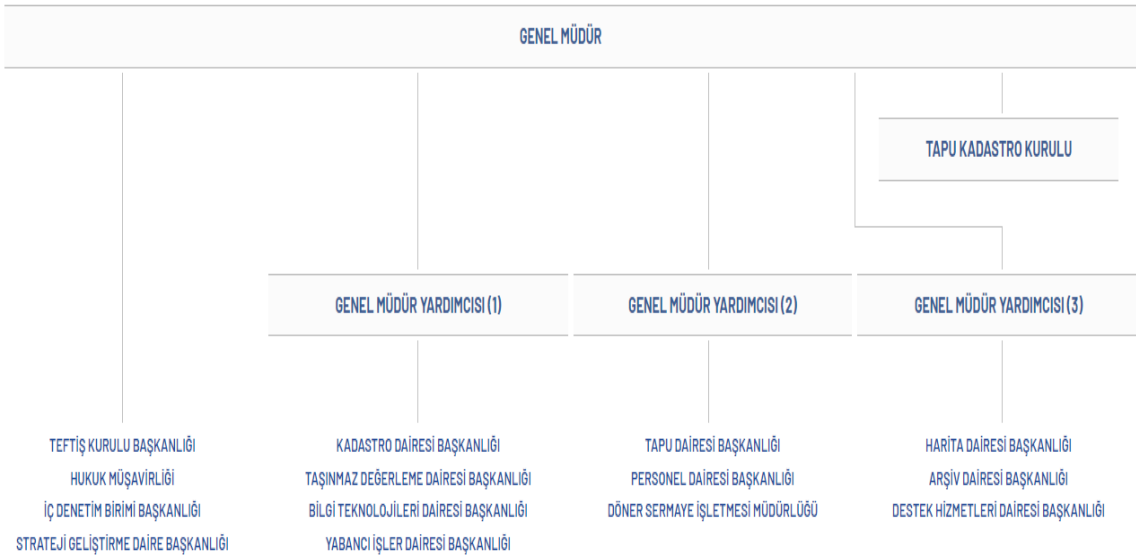 GENEL MÜDÜR
TAPU KADASTRO KURULU
GENEL MÜDÜR YARDIMCISI (1)
GENEL MÜDÜR YARDIMCISI (2)
GENEL MÜDÜR YARDIMCISI (3)
TEFTİŞ KURULU BAŞKANLIĞI
HUKUK MÜŞAVİRLİĞİ
İÇ DENETİM BİRİMİ BAŞKANLIĞI
STRATEJİ GELİŞTİRME DAİRE BAŞKANLIĞI
KADASTRO DAİRESİ BAŞKANLIĞI
TAŞINMAZ DEĞERLEME DAİRESİ BAŞKANLIĞI
BİLGİ TEKNOLOJİLERİ DAİRESİ BAŞKANLIĞI
YABANCI İŞLER DAİRESİ BAŞKANLIĞI
TAPU DAİRESİ BAŞKANLIĞI
PERSONEL DAİRESİ BAŞKANLIĞI
DÖNER SERMAYE İŞLETMESİ MÜDÜRLÜĞÜ
HARİTA DAİRESİ BAŞKANLIĞI
ARŞİV DAİRESİ BAŞKANLIĞI
DESTEK HİZMETLERİ DAİRESİ BAŞKANLIĞI